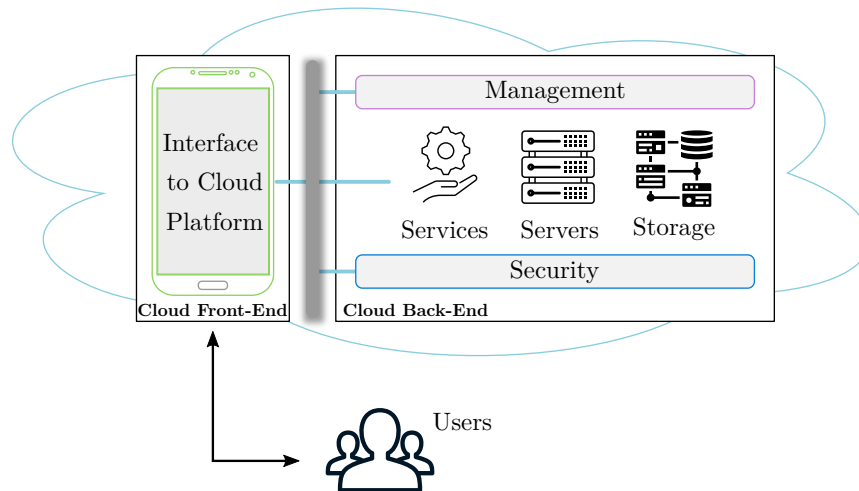 Management
Interface
to Cloud
Platform
Services
Servers
Storage
Security
Cloud Front-End
Cloud Back-End
Users